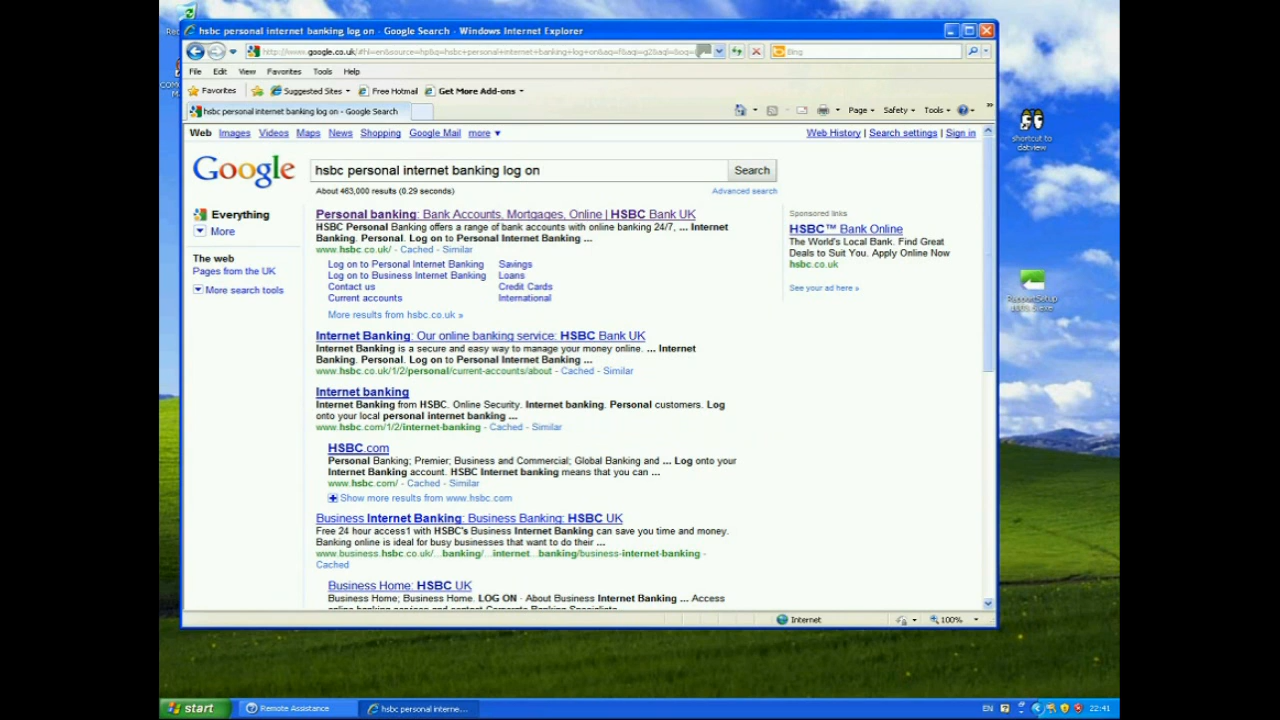 hsbc personal internet banking log on - Google Search - Windows Internet Explorer
Bing
File Edit View Favorites Tools Help
Favorites Suggested Sites Free Hotmail Get More Add-ons
hsbc personal internet banking log on - Google Search
Page Safety Tools
Web Images Videos Maps News Shopping Google Mail more
Web History | Search settings | Sign in
Google
hsbc personal internet banking log on
Search
About 463,000 results (0.29 seconds)
Advanced search
Everything
More
The web
Pages from the UK
More search tools
Personal banking: Bank Accounts, Mortgages, Online | HSBC Bank UK
HSBC Personal Banking offers a range of bank accounts with online banking 24/7, ... Internet
Banking. Personal. Log on to Personal Internet Banking ...
www.hsbc.co.uk/ - Cached - Similar
Log on to Personal Internet Banking Savings
Log on to Business Internet Banking Loans
Contact us Credit Cards
Current accounts International
More results from hsbc.co.uk »
Internet Banking: Our online banking service: HSBC Bank UK
Internet Banking is a secure and easy way to manage your money online. ... Internet
Banking. Personal. Log on to Personal Internet Banking ...
www.hsbc.co.uk/1/2/personal/current-accounts/about - Cached - Similar
Internet banking
Internet Banking from HSBC. Online Security. Internet banking. Personal customers. Log
onto your local personal internet banking ...
www.hsbc.com/1/2/internet-banking - Cached - Similar
HSBC.com
Personal Banking; Premier; Business and Commercial; Global Banking and ... Log onto your
Internet Banking account. HSBC Internet banking means that you can ...
www.hsbc.com/ - Cached - Similar
Show more results from www.hsbc.com
Business Internet Banking: Business Banking: HSBC UK
Free 24 hour access1 with HSBC's Business Internet Banking can save you time and money.
Banking online is ideal for busy businesses that want to do their ...
www.business.hsbc.co.uk/...banking/...internet...banking/business-internet-banking -
Cached
Business Home: HSBC UK
Business Home; Business Home. LOG ON · About Business Internet Banking ... Access
Sponsored links
HSBC™ Bank Online
The World's Local Bank. Find Great
Deals to Suit You. Apply Online Now
hsbc.co.uk
See your ad here »
shortcut to
Internet
100%
start
Remote Assistance
hsbc personal interne...
EN
22:41